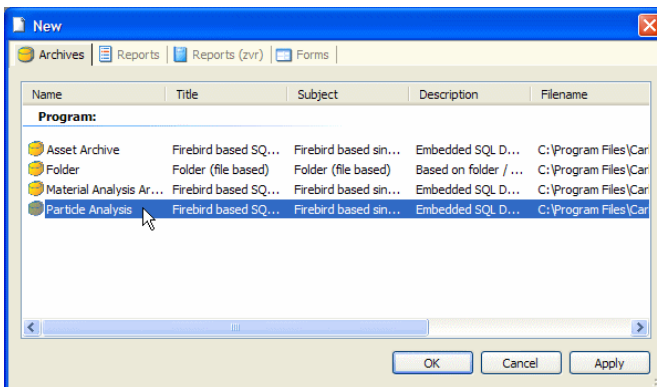 New
Archives Reports Reports (zvr) Forms
Name Title Subject Description Filename
Program:
Asset Archive Firebird based SQ... Firebird based sin... Embedded SQL D... C:\Program Files\Car
Folder Folder (file based) Folder (file based) Based on folder / ... C:\Program Files\Car
Material Analysis Ar... Firebird based SQ... Firebird based sin... Embedded SQL D... C:\Program Files\Car
Particle Analysis Firebird based SQ... Firebird based sin... Embedded SQL D... C:\Program Files\Car
OK Cancel Apply